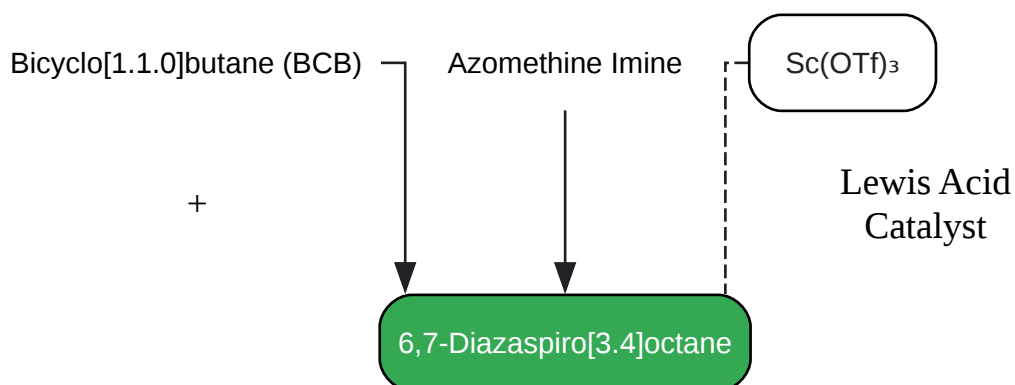 Bicyclo[1.1.0]butane (BCB)
Azomethine Imine
Sc(OTf)₃
+
Lewis Acid
Catalyst
6,7-Diazaspiro[3.4]octane